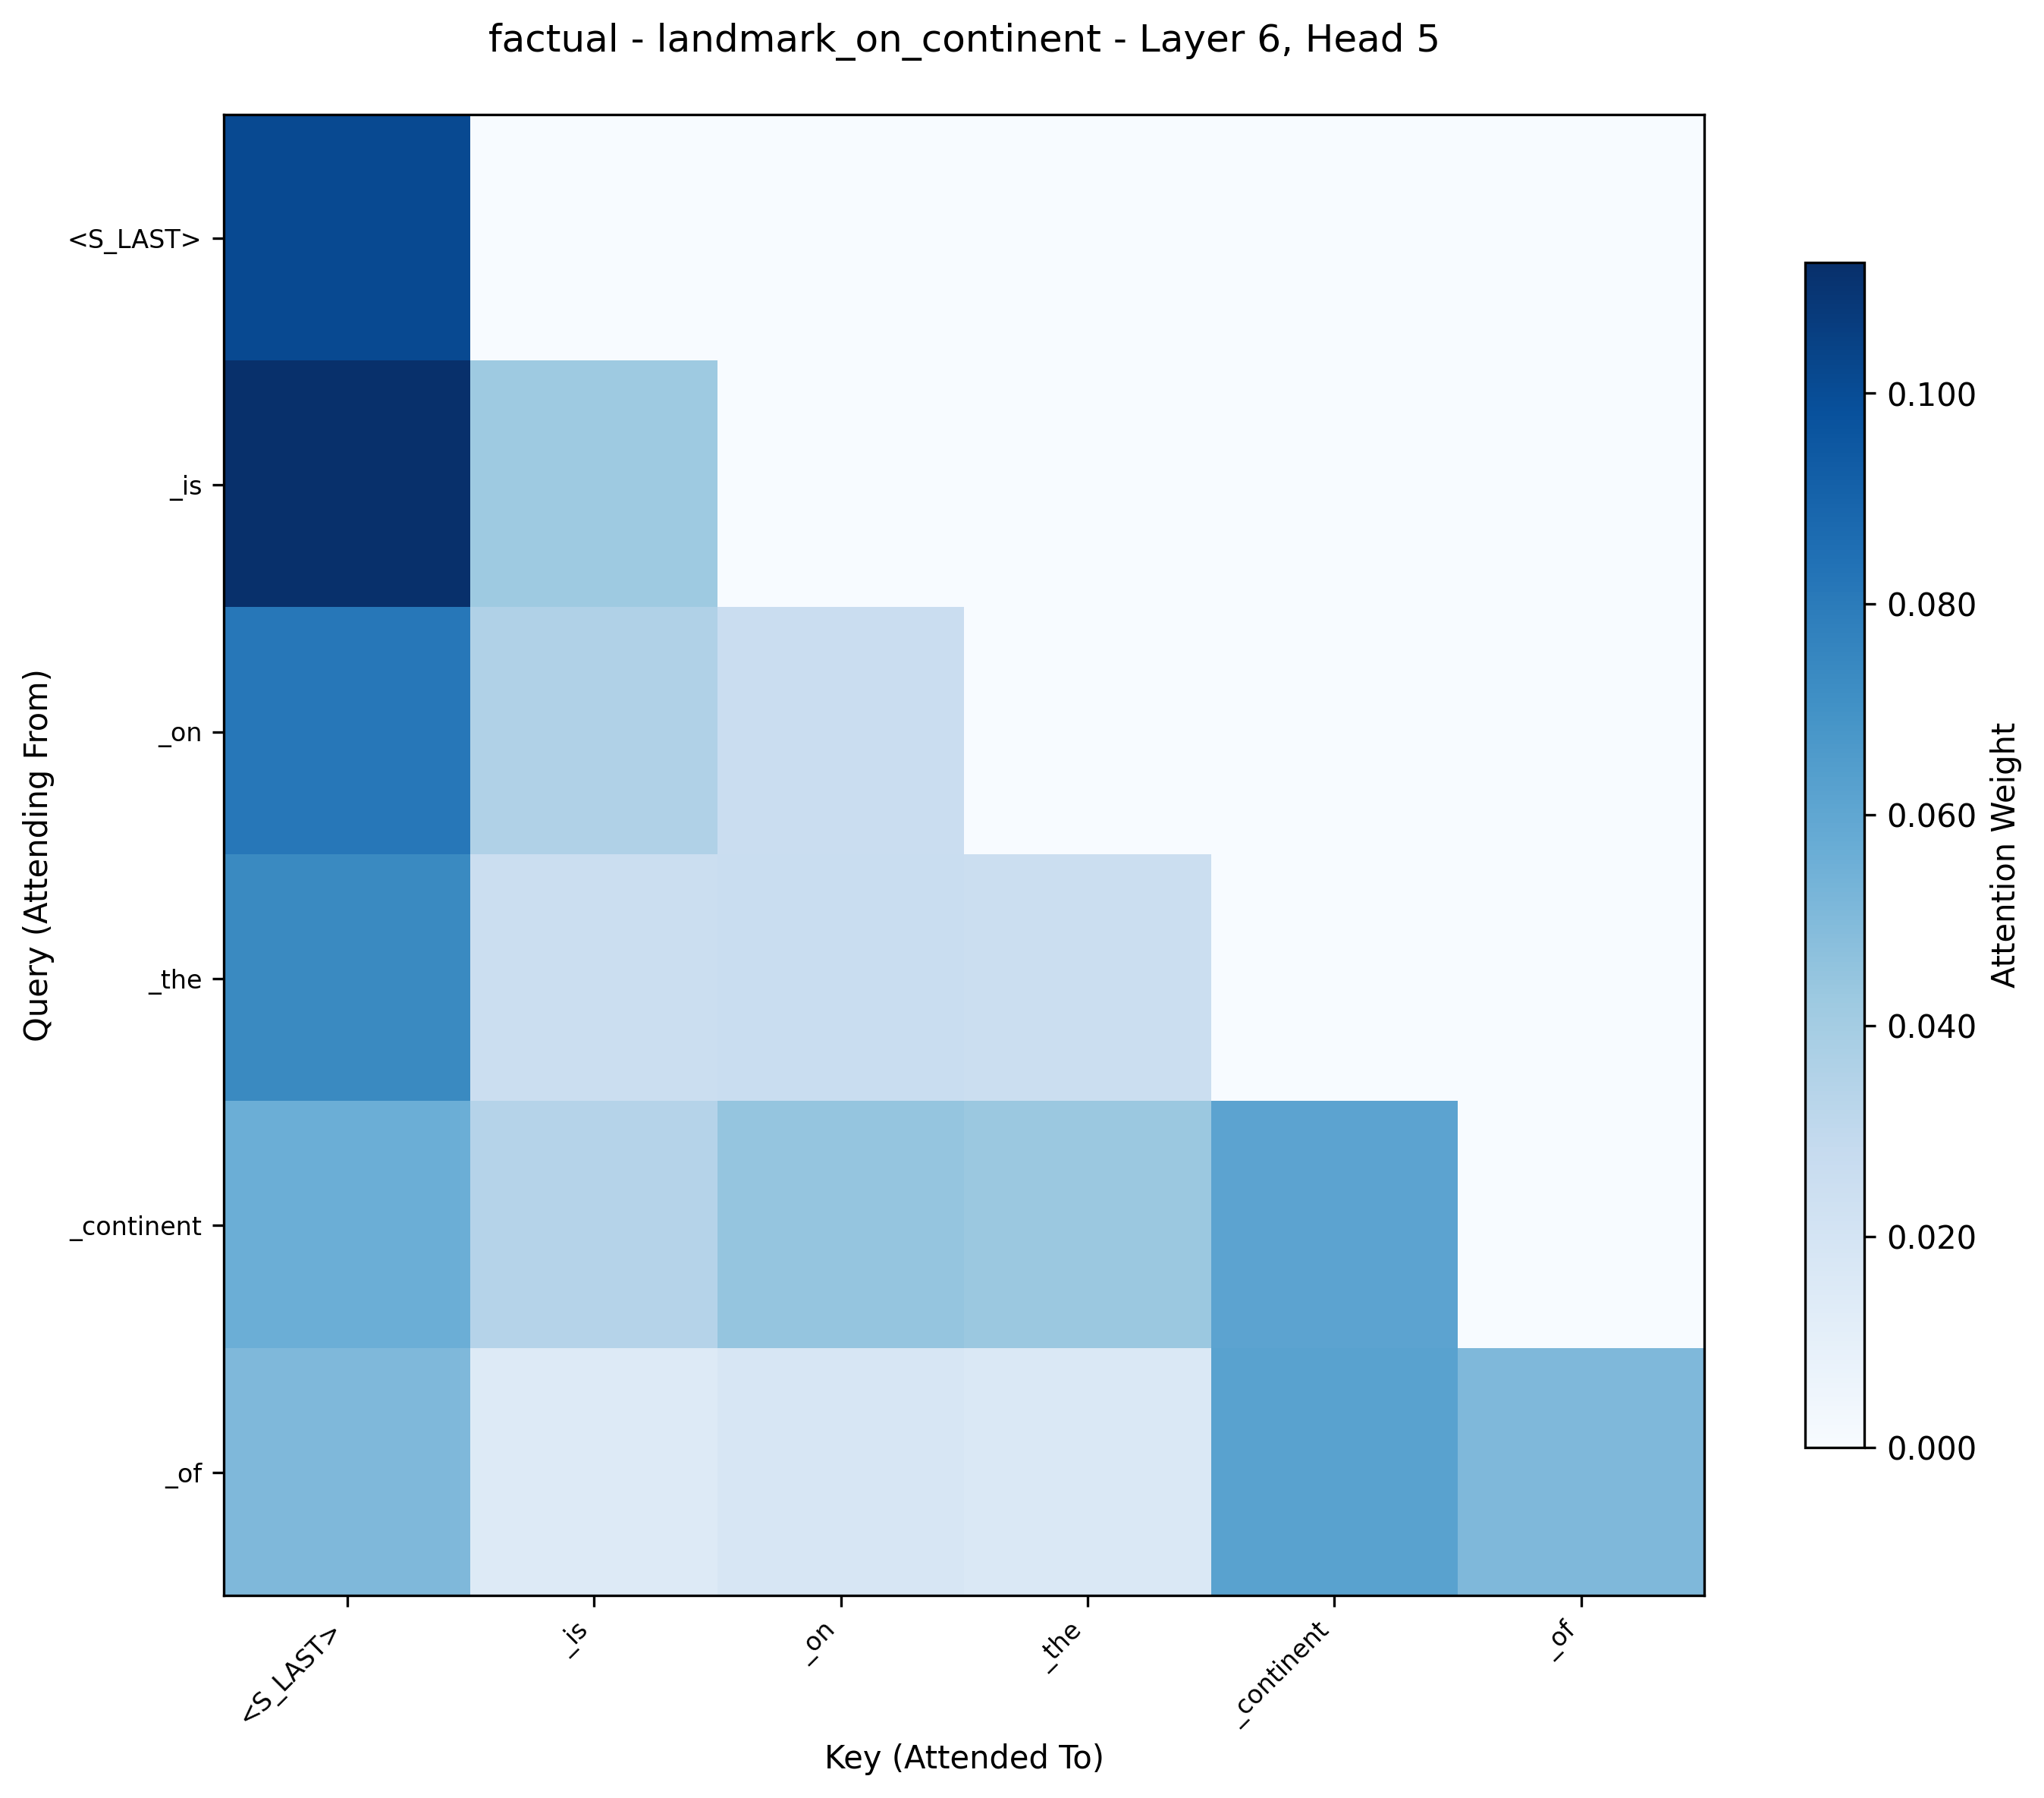 factual - landmark_on_continent - Layer 6, Head 5
Query (Attending From)
<S_LAST>
_is
_on
_the
_continent
_of
<S_LAST>
_is
_on
_the
_continent
_of
Key (Attended To)
0.100
0.080
0.060
0.040
0.020
0.000
Attention Weight